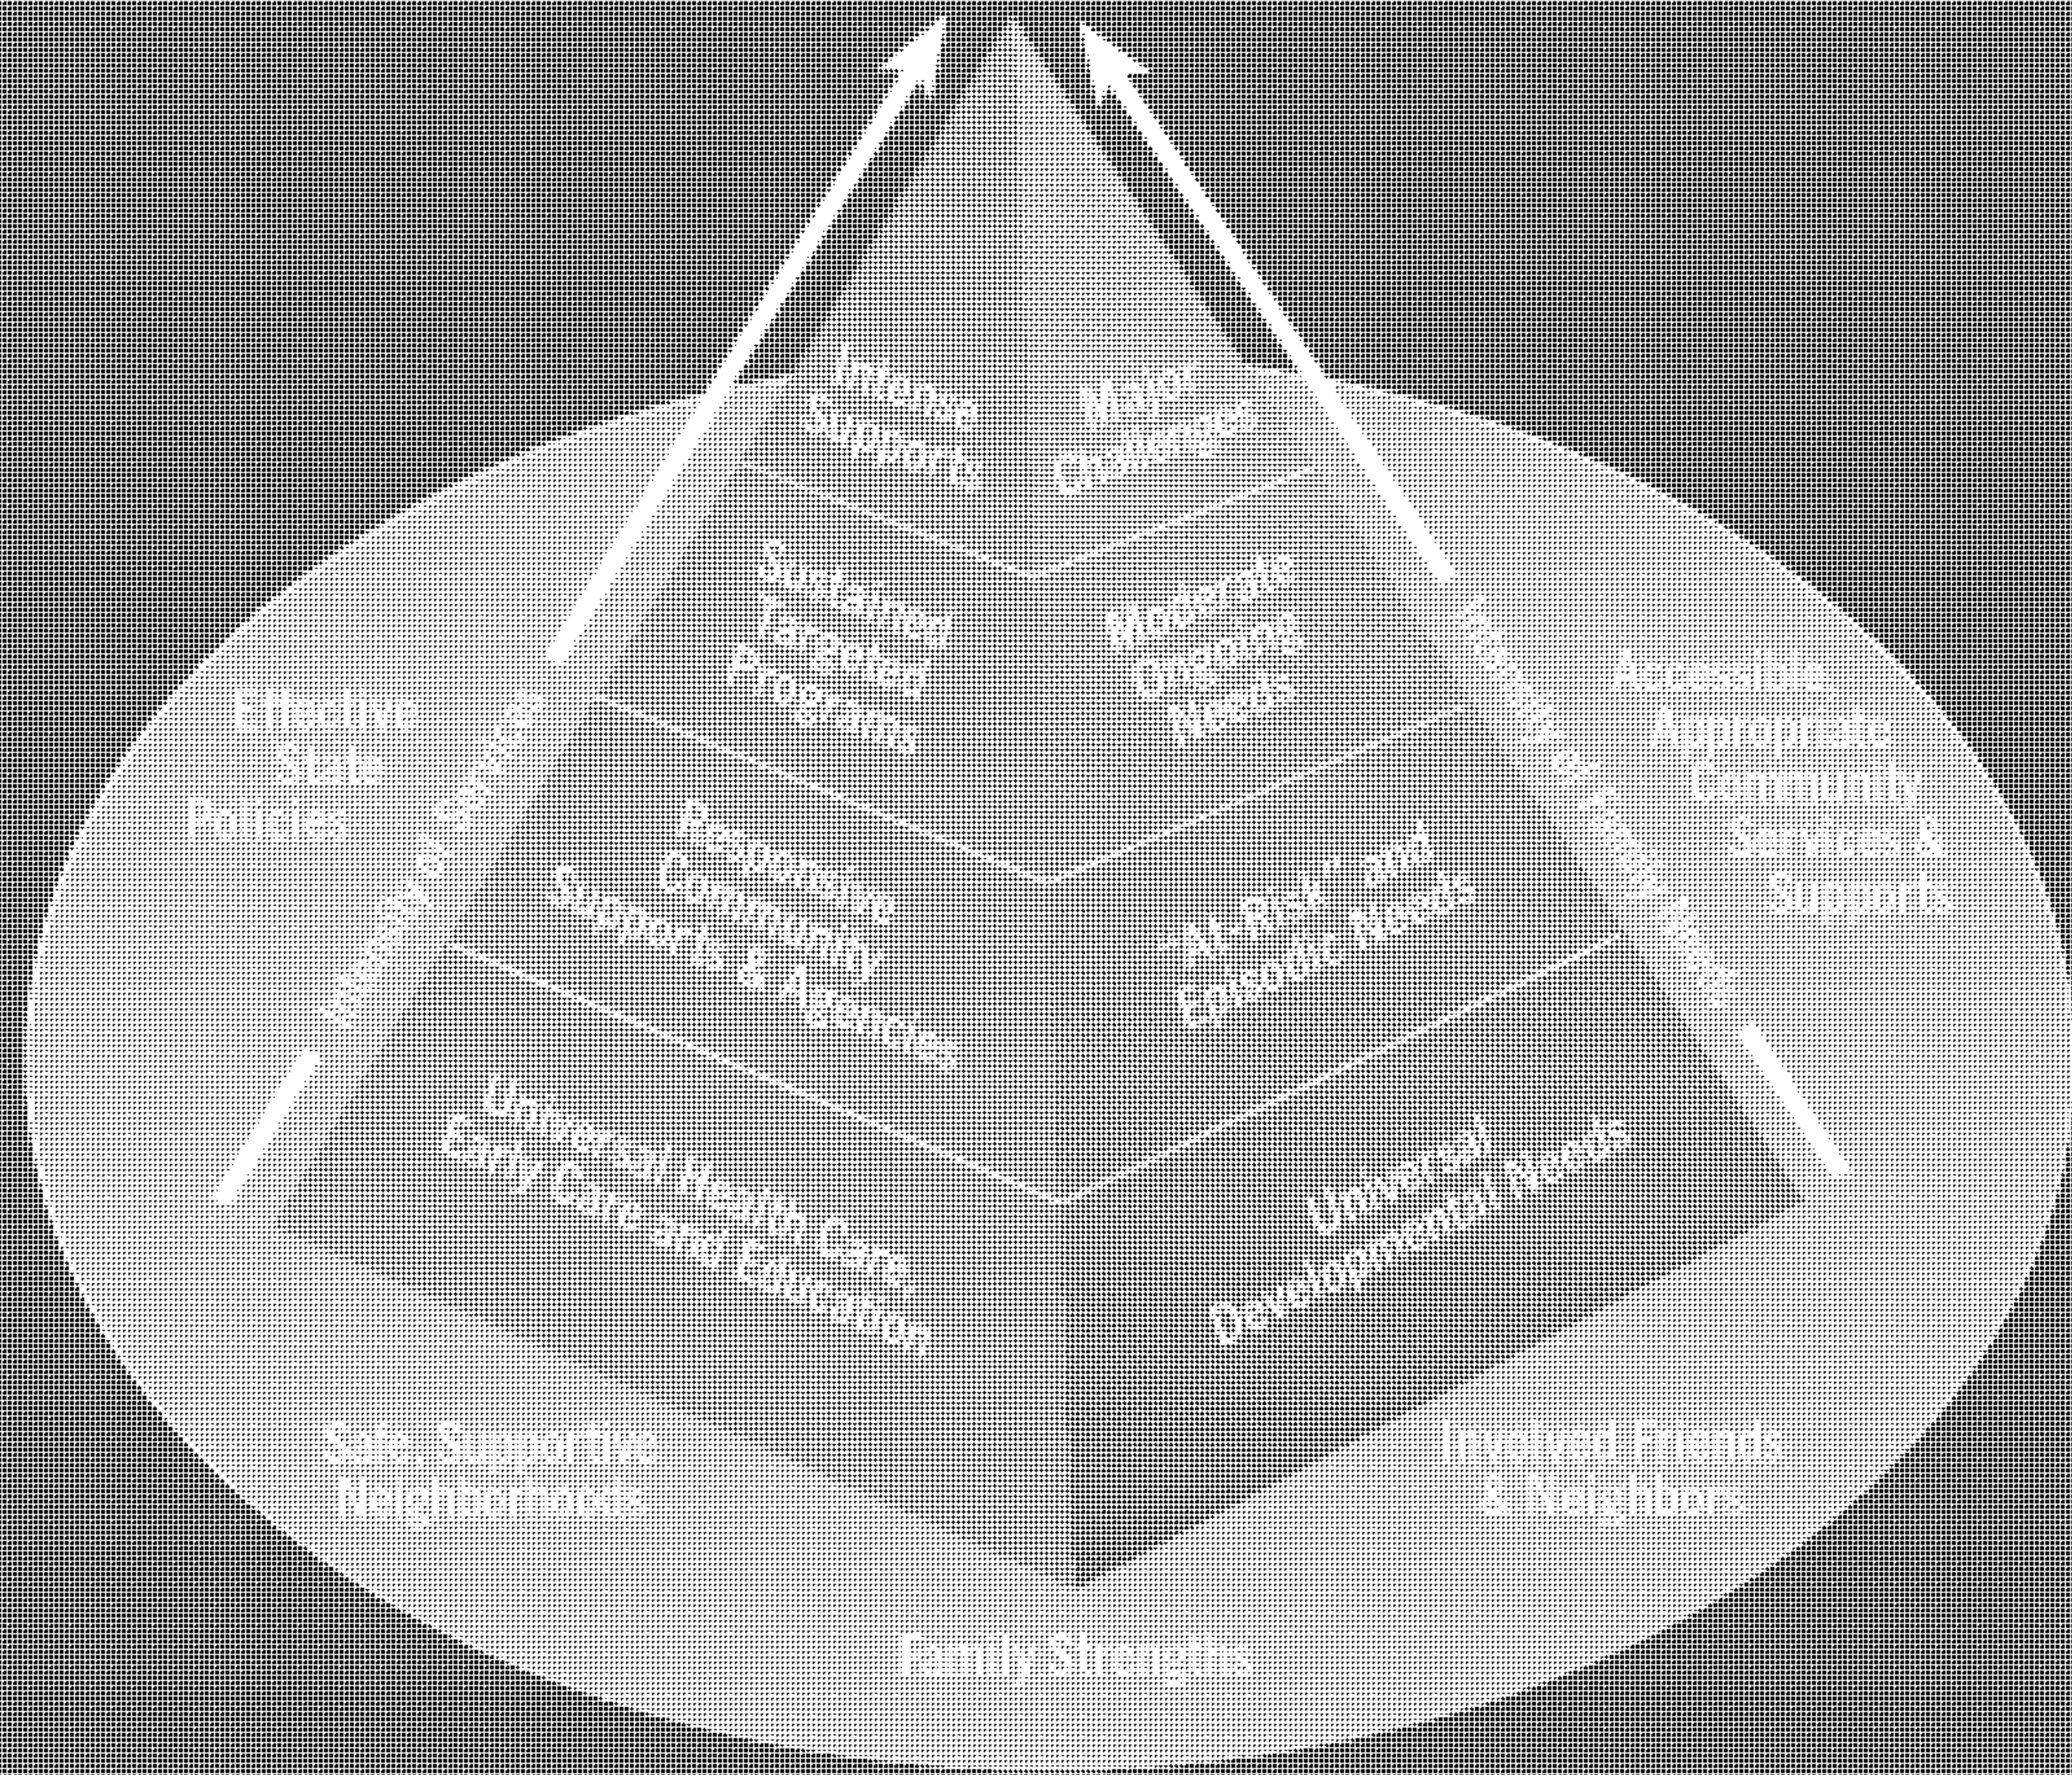 Intense
Supports
Major
Challenges
Sustained
Targeted
Programs
Moderate
Ongoing
Needs
Effective
State
Policies
Accessible,
Appropriate
Community
Services &
Supports
Responsive
Community
Supports & Agencies
"At-Risk" and
Episodic Needs
Universal Health Care,
Early Care and Education
Universal
Developmental Needs
Safe, Supportive
Neighborhoods
Involved Friends
& Neighbors
Family Strengths